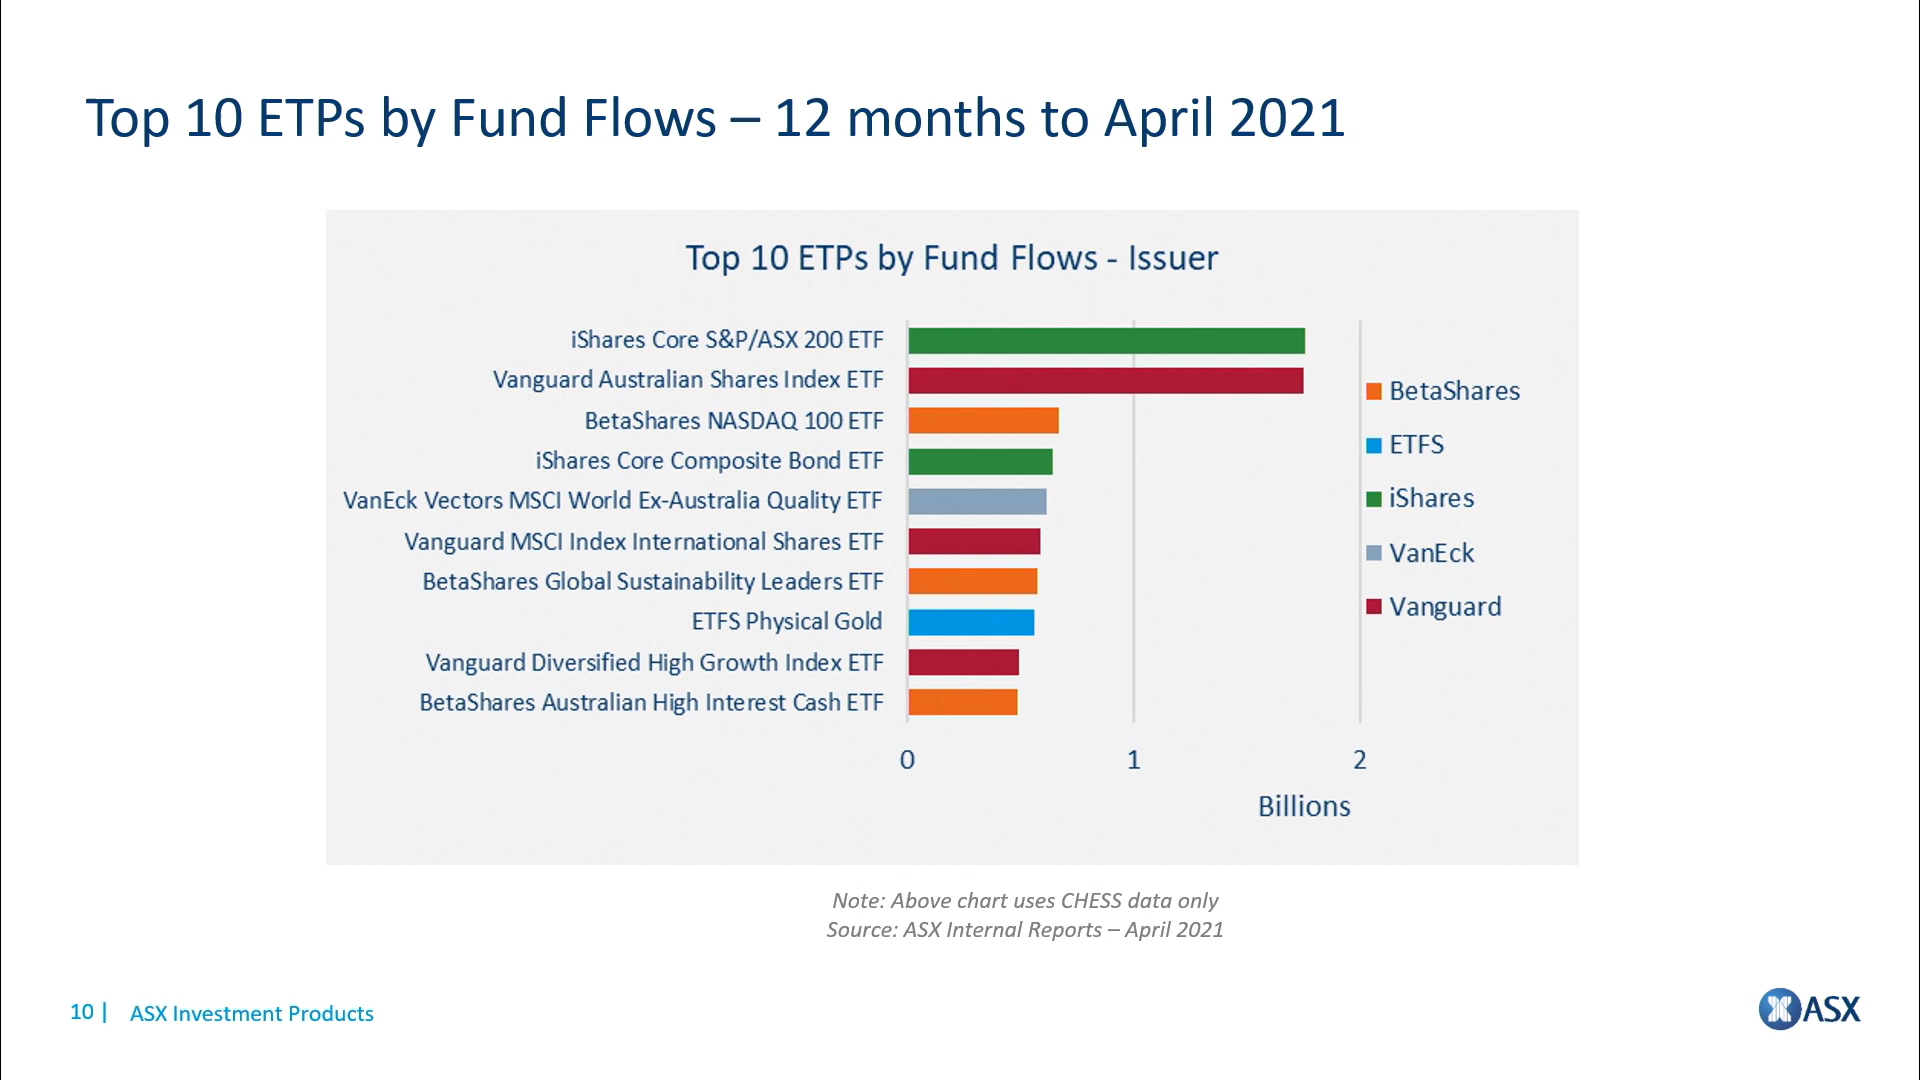 Top 10 ETPs by Fund Flows – 12 months to April 2021
Top 10 ETPs by Fund Flows - Issuer
iShares Core S&P/ASX 200 ETF
Vanguard Australian Shares Index ETF
BetaShares NASDAQ 100 ETF
iShares Core Composite Bond ETF
VanEck Vectors MSCI World Ex-Australia Quality ETF
Vanguard MSCI Index International Shares ETF
BetaShares Global Sustainability Leaders ETF
ETFS Physical Gold
Vanguard Diversified High Growth Index ETF
BetaShares Australian High Interest Cash ETF
0 1 2
Billions
BetaShares
ETFS
iShares
VanEck
Vanguard
Note: Above chart uses CHESS data only
Source: ASX Internal Reports – April 2021
10 | ASX Investment Products
ASX